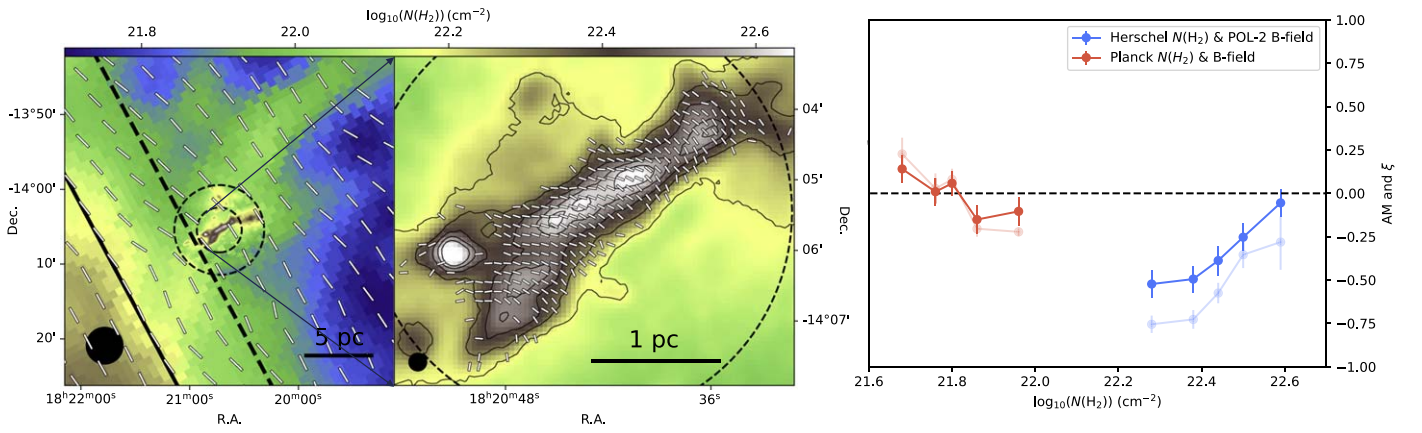 log₁₀(N(H₂)) (cm⁻²)
21.8 22.0 22.2 22.4 22.6
-13°50'
-14°00'
10'
20'
Dec.
5 pc
18ʰ22ᵐ00ˢ 21ᵐ00ˢ 20ᵐ00ˢ
R.A.
1 pc
04'
05'
06'
-14°07'
Dec.
18ʰ20ᵐ48ˢ 36ˢ
R.A.
Herschel N(H₂) & POL-2 B-field
Planck N(H₂) & B-field
1.00
0.75
0.50
0.25
0.00
−0.25
−0.50
−0.75
−1.00
AM and ξ
21.6 21.8 22.0 22.2 22.4 22.6
log₁₀(N(H₂)) (cm⁻²)